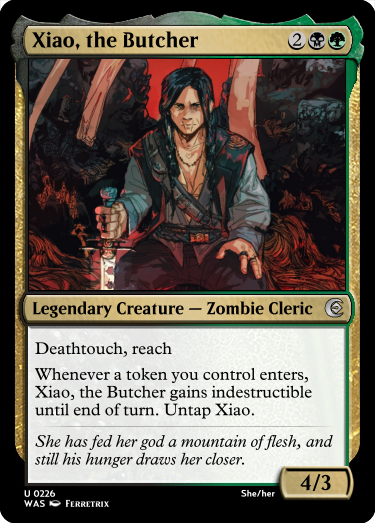 Xiao, the Butcher 2
Legendary Creature — Zombie Cleric
Deathtouch, reach
Whenever a token you control enters,
Xiao, the Butcher gains indestructible
until end of turn. Untap Xiao.
She has fed her god a mountain of flesh, and
still his hunger draws her closer.
4/3
U 0226 She/her
WAS Ferretrix